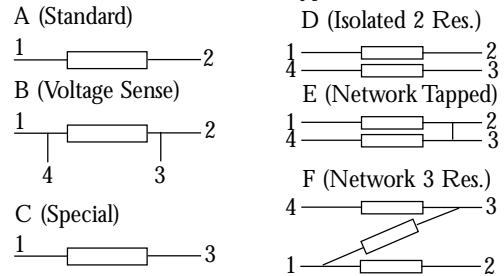 A (Standard)
1 2
B (Voltage Sense)
1 2
4 3
C (Special)
1 3
D (Isolated 2 Res.)
1 2
4 3
E (Network Tapped)
1 2
4 3
F (Network 3 Res.)
4 3
1 2